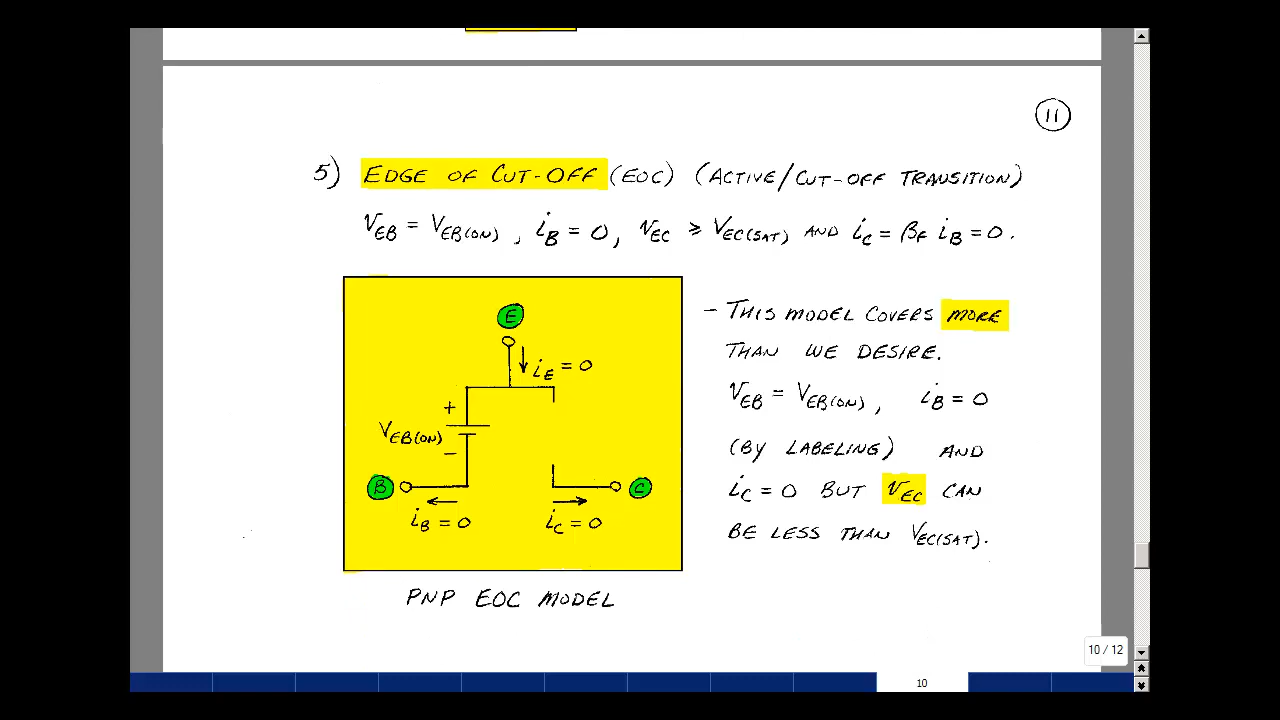 11
5) EDGE OF CUT-OFF (EOC) (ACTIVE/CUT-OFF TRANSITION)
VEB = VEB(ON), iB = 0, VEC ≥ VEC(SAT) AND iC = βF iB = 0.
E
iE = 0
+
VEB(ON)
−
B
C
iB = 0
iC = 0
PNP EOC MODEL
– THIS MODEL COVERS MORE
THAN WE DESIRE.
VEB = VEB(ON), iB = 0
(BY LABELING) AND
iC = 0 BUT VEC CAN
BE LESS THAN VEC(SAT).
10 / 12
10